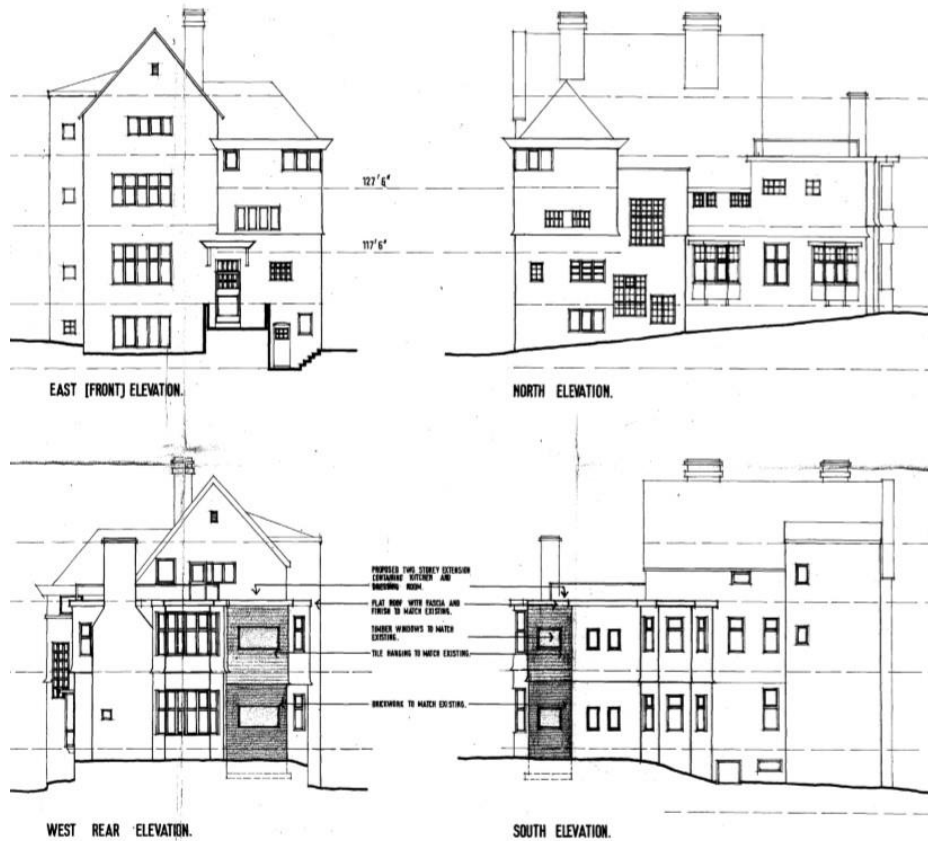 127'6"
117'6"
EAST [FRONT] ELEVATION.
NORTH ELEVATION.
PROPOSED TWO STOREY EXTENSION
CONTAINING KITCHEN AND
ROOM.
FLAT ROOF WITH FASCIA AND
FINISH TO MATCH EXISTING.
TIMBER WINDOWS TO MATCH
EXISTING.
TILE HANGING TO MATCH EXISTING.
BRICKWORK TO MATCH EXISTING.
WEST REAR ELEVATION.
SOUTH ELEVATION.